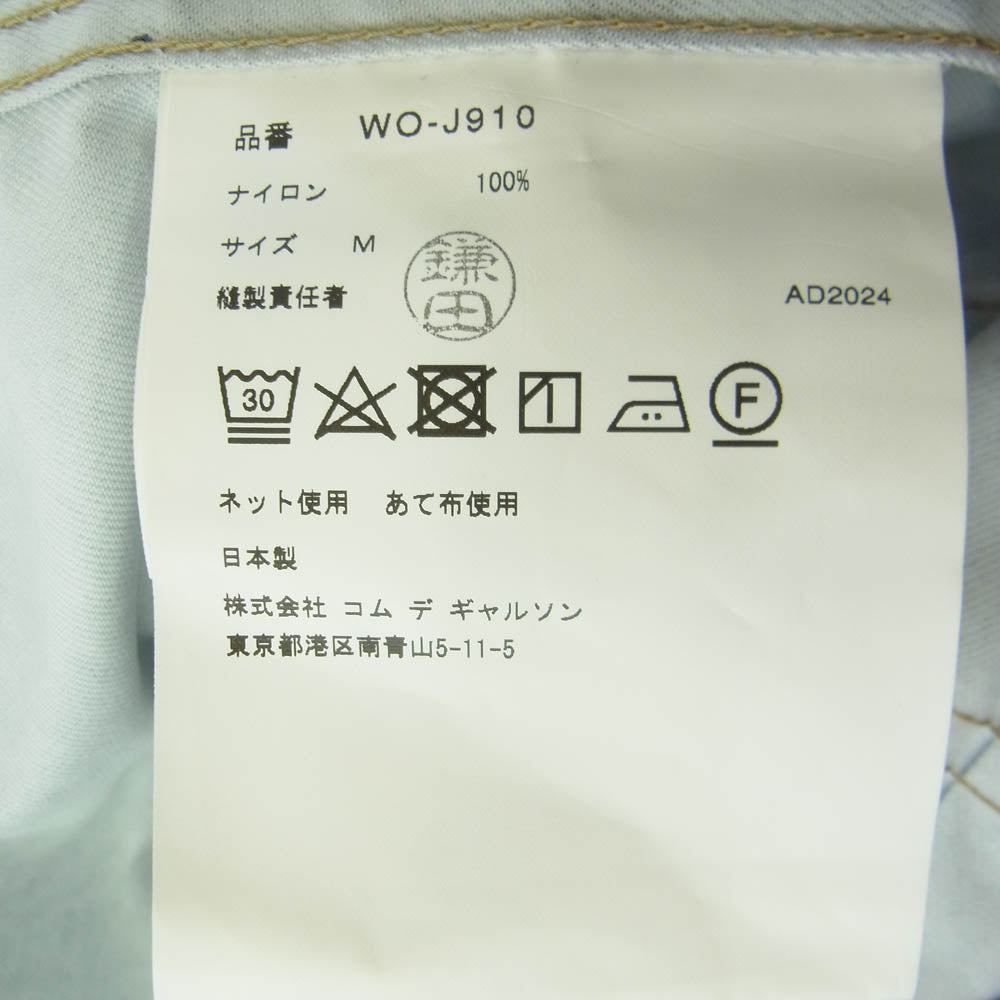 品番 WO-J910
ナイロン 100%
サイズ M
縫製責任者 鎌田 AD2024
30 F
ネット使用 あて布使用
日本製
株式会社 コム デ ギャルソン
東京都港区南青山5-11-5